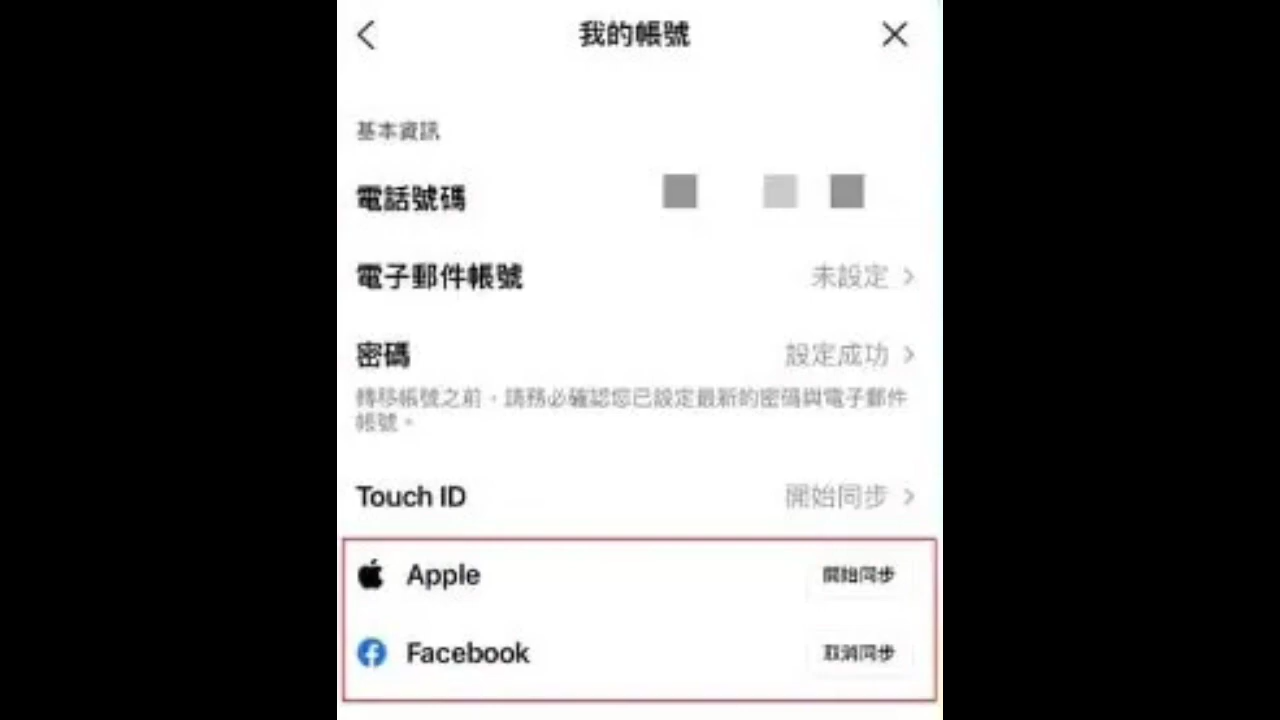 我的帳號
基本資訊
電話號碼
電子郵件帳號 未設定
密碼 設定成功
轉移帳號之前，請務必確認您已設定最新的密碼與電子郵件
帳號。
Touch ID 開始同步
Apple 開始同步
Facebook 取消同步